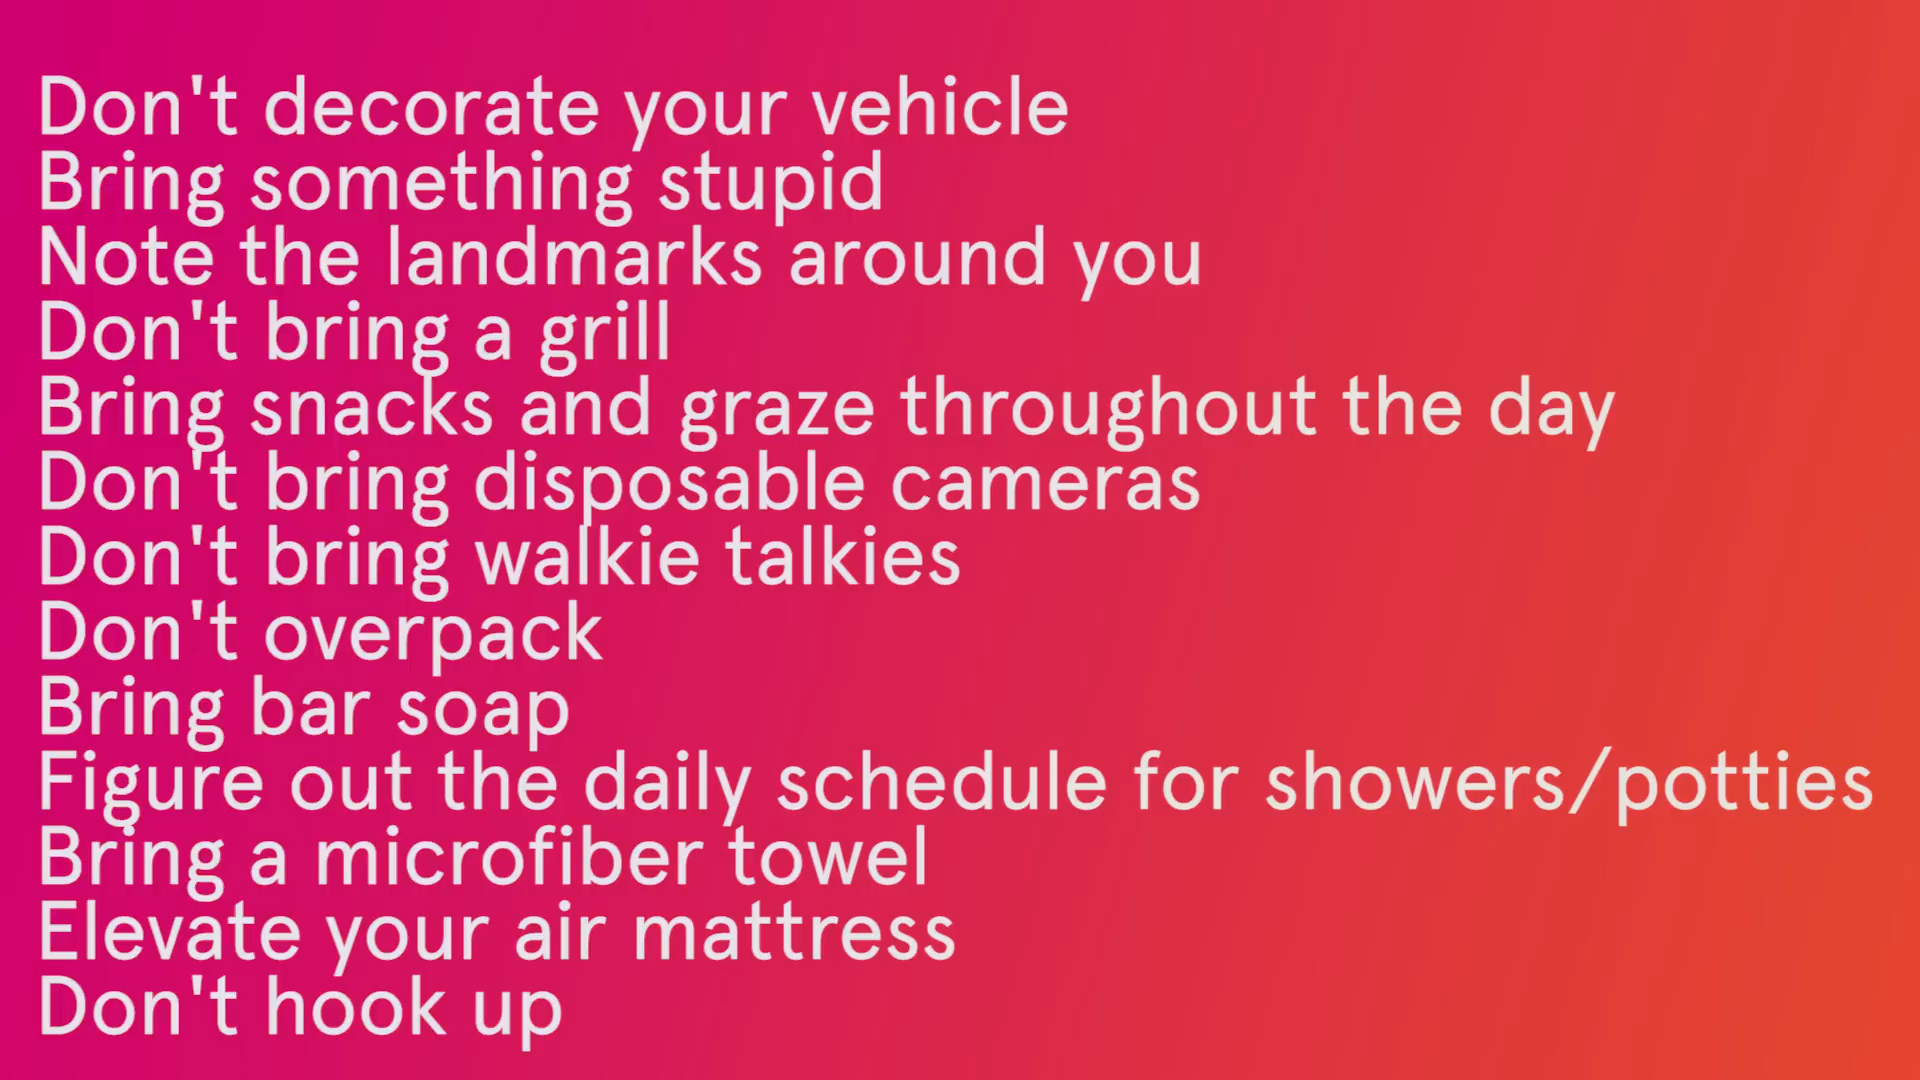 Don't decorate your vehicle
Bring something stupid
Note the landmarks around you
Don't bring a grill
Bring snacks and graze throughout the day
Don't bring disposable cameras
Don't bring walkie talkies
Don't overpack
Bring bar soap
Figure out the daily schedule for showers/potties
Bring a microfiber towel
Elevate your air mattress
Don't hook up